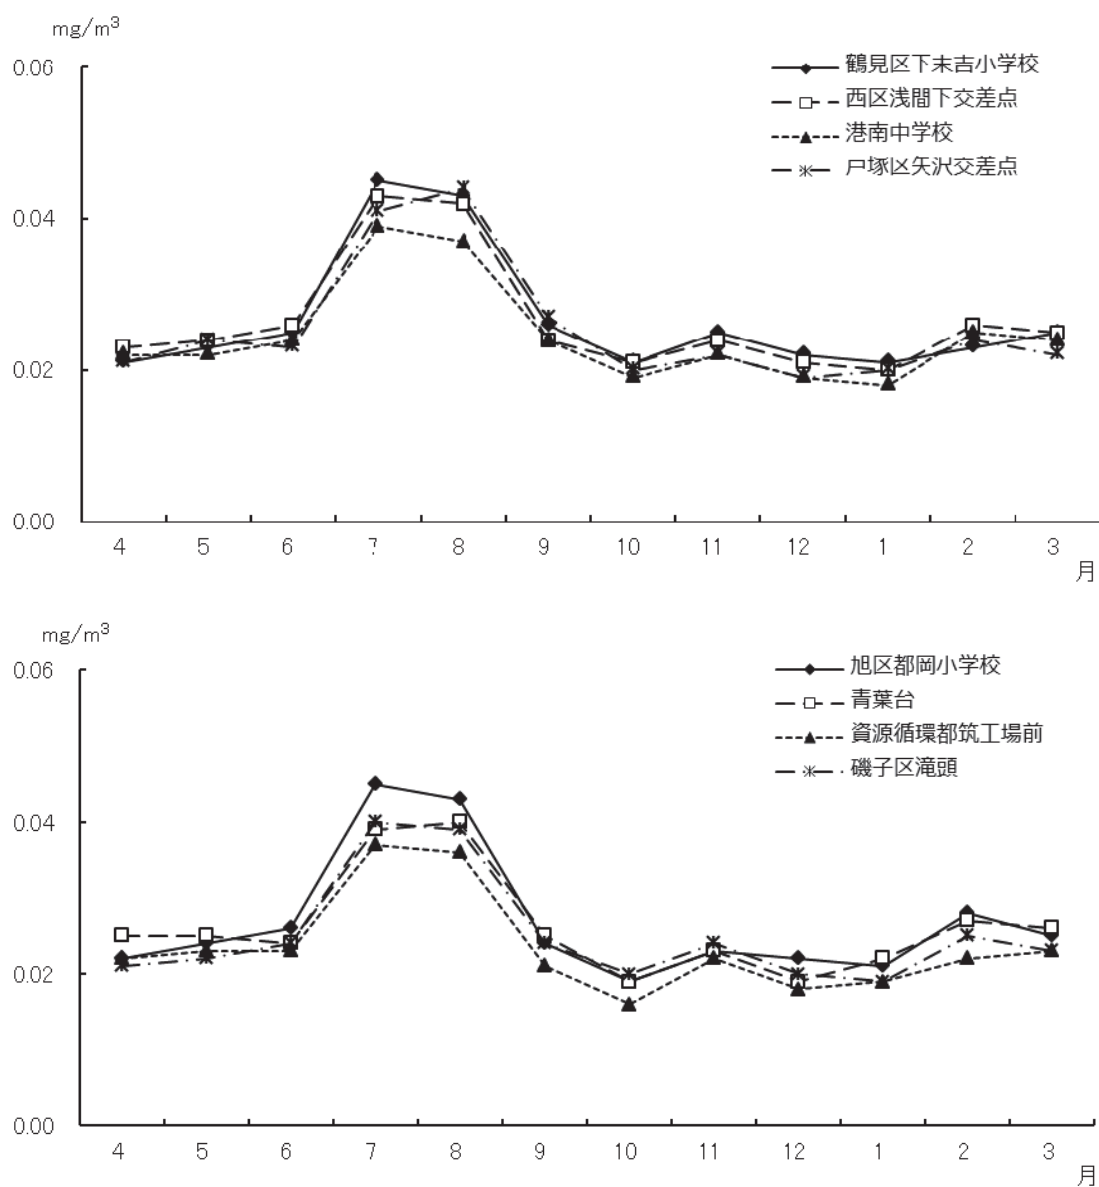 mg/m³
0.06
0.04
0.02
0.00
鶴見区下末吉小学校
西区浅間下交差点
港南中学校
戸塚区矢沢交差点
4 5 6 7 8 9 10 11 12 1 2 3
月
mg/m³
0.06
0.04
0.02
0.00
旭区都岡小学校
青葉台
資源循環都筑工場前
磯子区滝頭
4 5 6 7 8 9 10 11 12 1 2 3
月